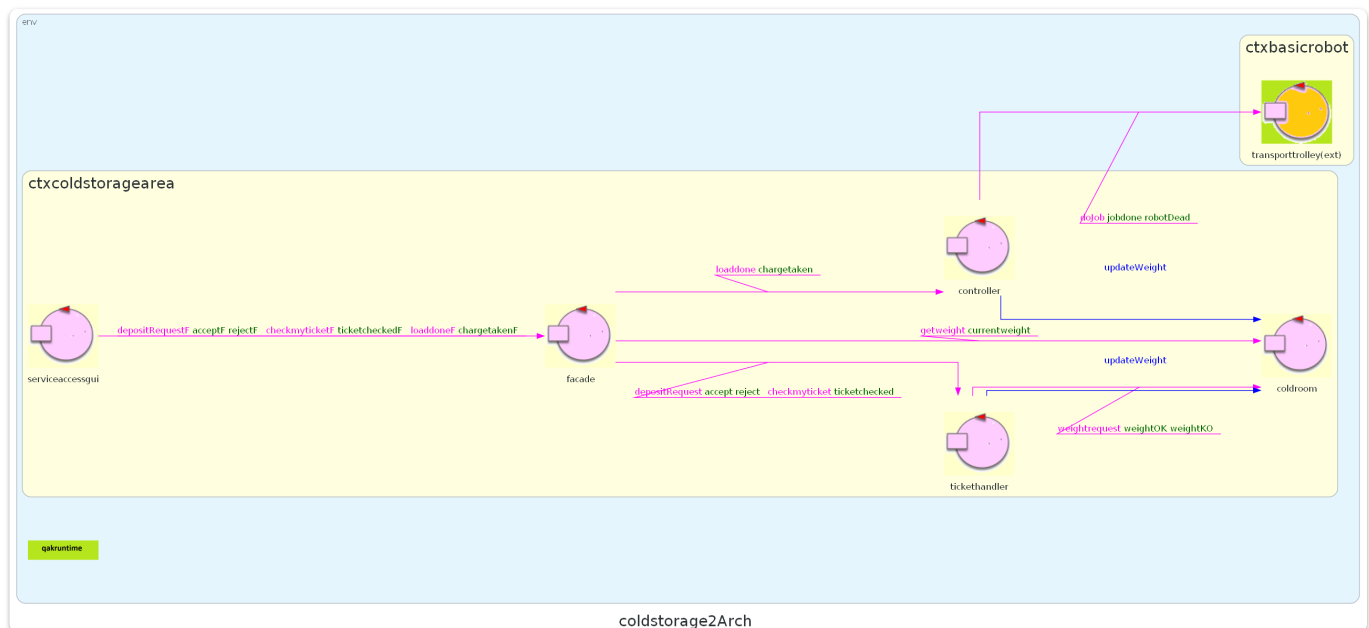 env
ctxbasicrobot
transporttrolley(ext)
ctxcoldstoragearea
doJob jobdone robotDead
loaddone chargetaken
updateWeight
controller
depositRequestF acceptF rejectF checkmyticketF ticketcheckedF loaddoneF chargetakenF
getweight currentweight
serviceaccessgui
facade
updateWeight
coldroom
depositRequest accept reject checkmyticket ticketchecked
weightrequest weightOK weightKO
tickethandler
qakruntime
coldstorage2Arch